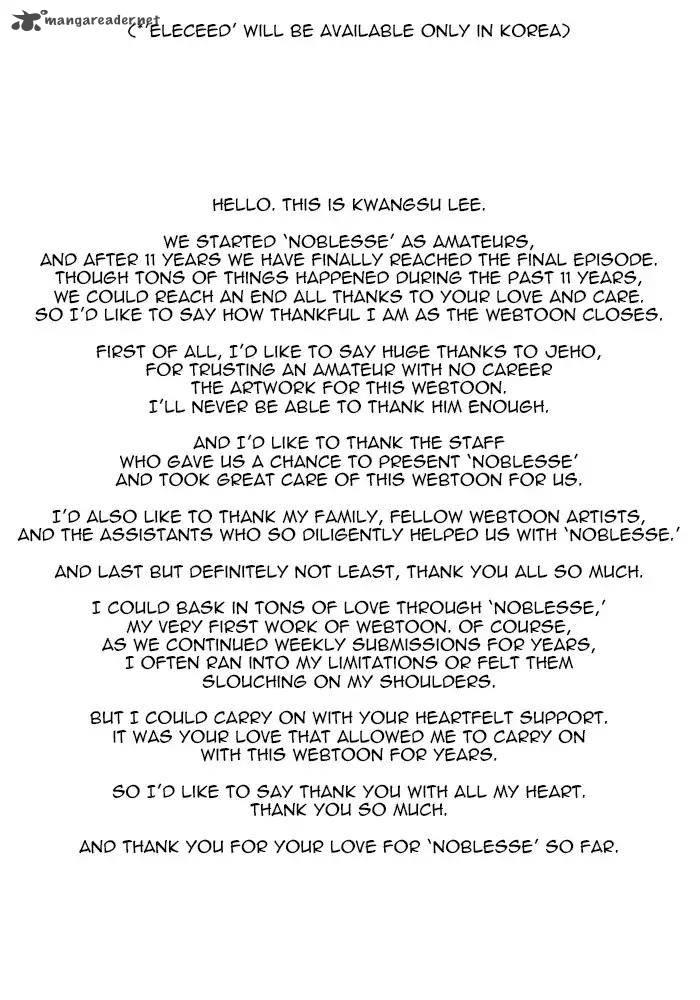 mangareader.net
(*'ELECEED' WILL BE AVAILABLE ONLY IN KOREA)
HELLO. THIS IS KWANGSU LEE.
WE STARTED 'NOBLESSE' AS AMATEURS,
AND AFTER 11 YEARS WE HAVE FINALLY REACHED THE FINAL EPISODE.
THOUGH TONS OF THINGS HAPPENED DURING THE PAST 11 YEARS,
WE COULD REACH AN END ALL THANKS TO YOUR LOVE AND CARE.
SO I'D LIKE TO SAY HOW THANKFUL I AM AS THE WEBTOON CLOSES.
FIRST OF ALL, I'D LIKE TO SAY HUGE THANKS TO JEHO,
FOR TRUSTING AN AMATEUR WITH NO CAREER
THE ARTWORK FOR THIS WEBTOON.
I'LL NEVER BE ABLE TO THANK HIM ENOUGH.
AND I'D LIKE TO THANK THE STAFF
WHO GAVE US A CHANCE TO PRESENT 'NOBLESSE'
AND TOOK GREAT CARE OF THIS WEBTOON FOR US.
I'D ALSO LIKE TO THANK MY FAMILY, FELLOW WEBTOON ARTISTS,
AND THE ASSISTANTS WHO SO DILIGENTLY HELPED US WITH 'NOBLESSE.'
AND LAST BUT DEFINITELY NOT LEAST, THANK YOU ALL SO MUCH.
I COULD BASK IN TONS OF LOVE THROUGH 'NOBLESSE,'
MY VERY FIRST WORK OF WEBTOON. OF COURSE,
AS WE CONTINUED WEEKLY SUBMISSIONS FOR YEARS,
I OFTEN RAN INTO MY LIMITATIONS OR FELT THEM
SLOUCHING ON MY SHOULDERS.
BUT I COULD CARRY ON WITH YOUR HEARTFELT SUPPORT.
IT WAS YOUR LOVE THAT ALLOWED ME TO CARRY ON
WITH THIS WEBTOON FOR YEARS.
SO I'D LIKE TO SAY THANK YOU WITH ALL MY HEART.
THANK YOU SO MUCH.
AND THANK YOU FOR YOUR LOVE FOR 'NOBLESSE' SO FAR.